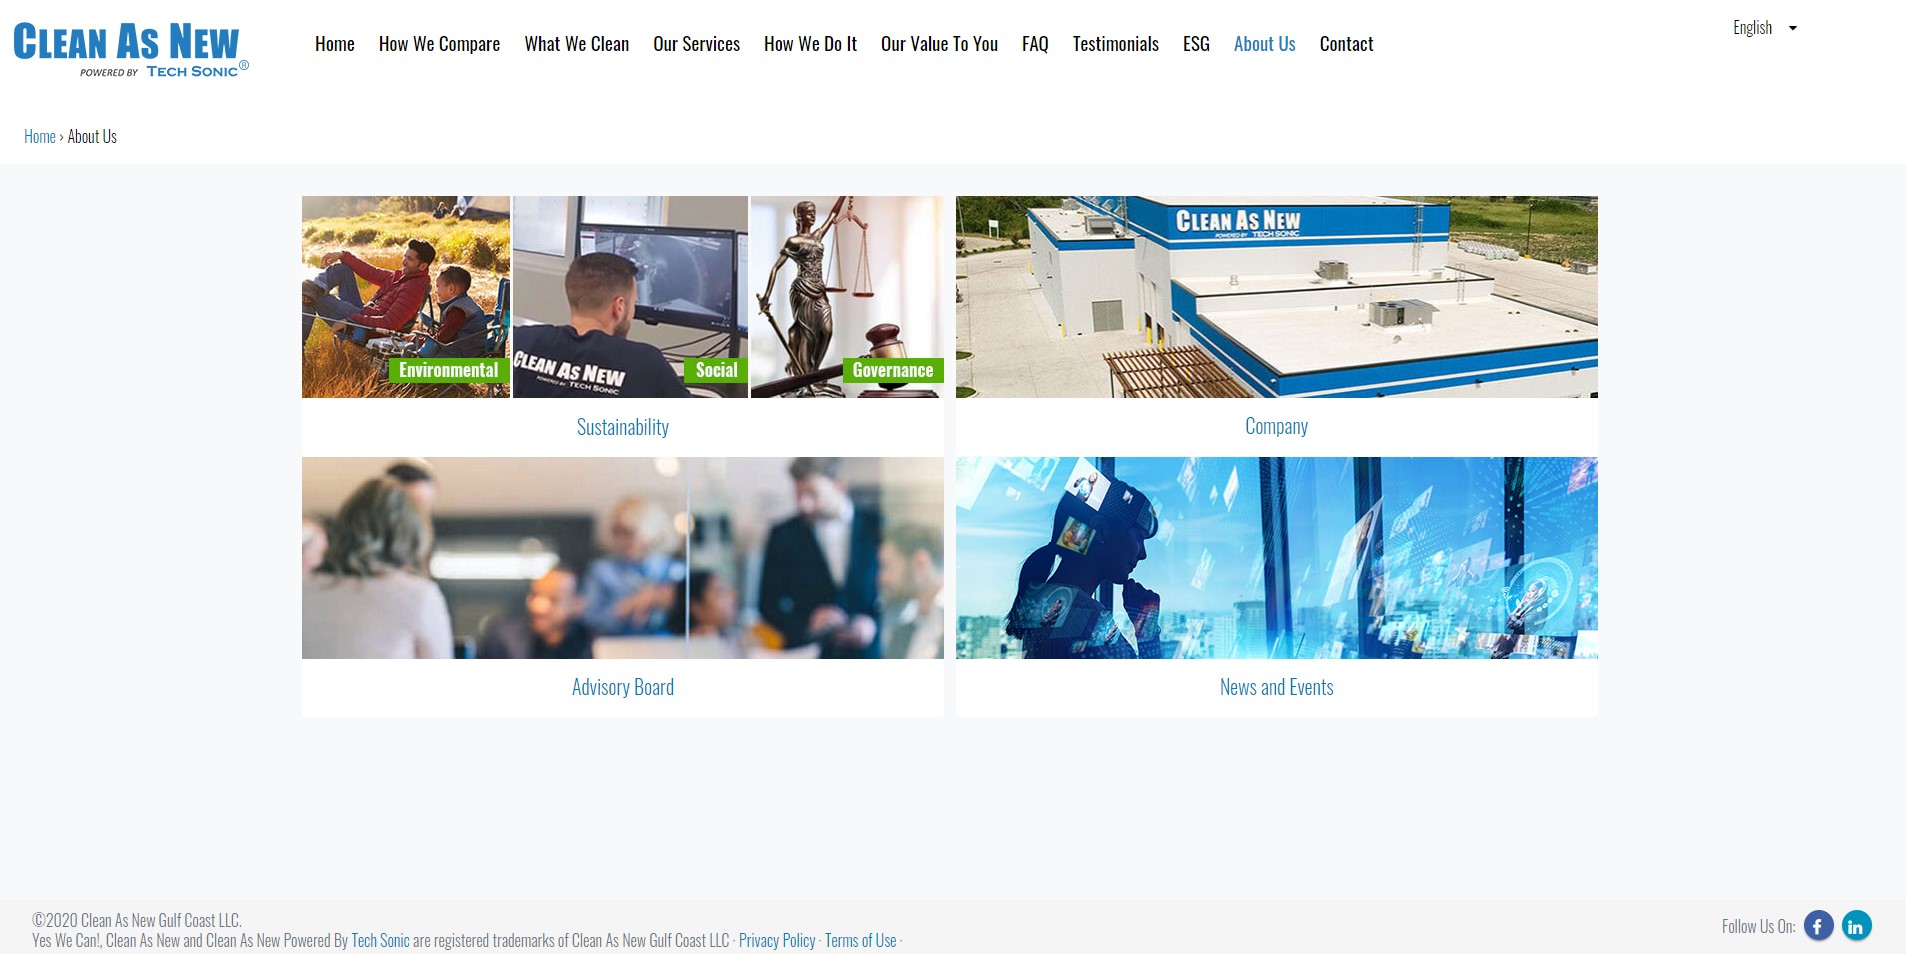 CLEAN AS NEW
POWERED BY TECH SONIC®
Home How We Compare What We Clean Our Services How We Do It Our Value To You FAQ Testimonials ESG About Us Contact
English
Home › About Us
Environmental
CLEAN AS NEW
POWERED BY TECH SONIC
Social
Governance
CLEAN AS NEW
POWERED BY TECH SONIC
Sustainability
Company
Advisory Board
News and Events
©2020 Clean As New Gulf Coast LLC.
Yes We Can!, Clean As New and Clean As New Powered By Tech Sonic are registered trademarks of Clean As New Gulf Coast LLC · Privacy Policy · Terms of Use ·
Follow Us On: f in